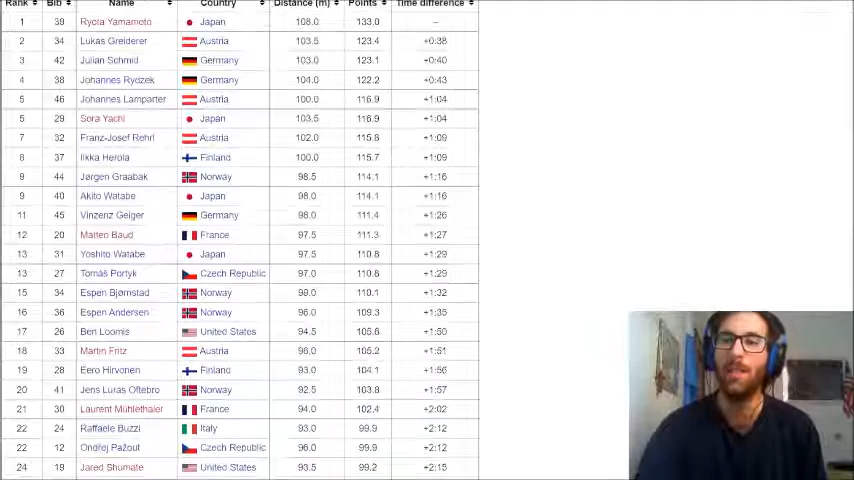 Rank Bib Name Country Distance (m) Points Time difference
1 39 Ryota Yamamoto Japan 108.0 133.0 –
2 34 Lukas Greiderer Austria 103.5 123.4 +0:38
3 42 Julian Schmid Germany 103.0 123.1 +0:40
4 38 Johannes Rydzek Germany 104.0 122.2 +0:43
5 46 Johannes Lamparter Austria 100.0 116.9 +1:04
5 29 Sora Yachi Japan 103.5 116.9 +1:04
7 32 Franz-Josef Rehrl Austria 102.0 115.8 +1:09
8 37 Ilkka Herola Finland 100.0 115.7 +1:09
9 44 Jørgen Graabak Norway 98.5 114.1 +1:16
9 40 Akito Watabe Japan 98.0 114.1 +1:16
11 45 Vinzenz Geiger Germany 98.0 111.4 +1:26
12 20 Matteo Baud France 97.5 111.3 +1:27
13 31 Yoshito Watabe Japan 97.5 110.8 +1:29
13 27 Tomáš Portyk Czech Republic 97.0 110.8 +1:29
15 34 Espen Bjørnstad Norway 99.0 110.1 +1:32
16 36 Espen Andersen Norway 96.0 109.3 +1:35
17 26 Ben Loomis United States 94.5 105.6 +1:50
18 33 Martin Fritz Austria 96.0 105.2 +1:51
19 28 Eero Hirvonen Finland 93.0 104.1 +1:56
20 41 Jens Lurås Oftebro Norway 92.5 103.8 +1:57
21 30 Laurent Mühlethaler France 94.0 102.4 +2:02
22 24 Raffaele Buzzi Italy 93.0 99.9 +2:12
22 12 Ondřej Pažout Czech Republic 96.0 99.9 +2:12
24 19 Jared Shumate United States 93.5 99.2 +2:15